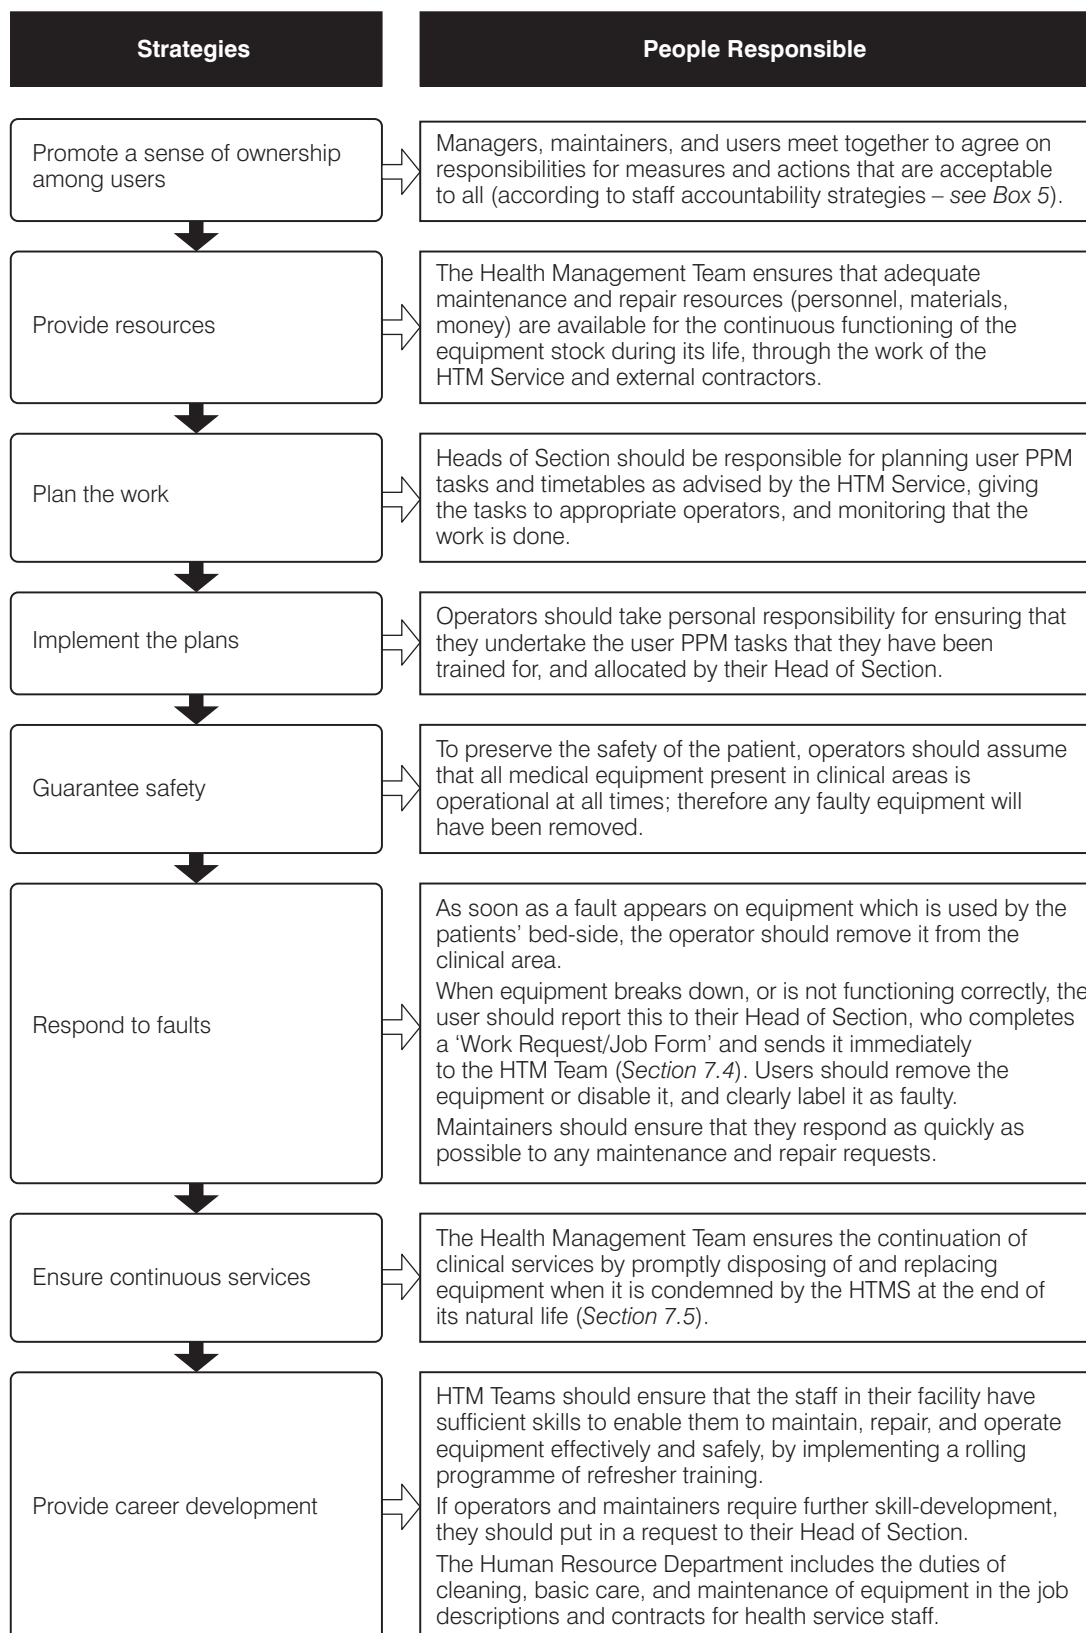 Strategies
People Responsible
Promote a sense of ownership
among users
Managers, maintainers, and users meet together to agree on
responsibilities for measures and actions that are acceptable
to all (according to staff accountability strategies – see Box 5).
Provide resources
The Health Management Team ensures that adequate
maintenance and repair resources (personnel, materials,
money) are available for the continuous functioning of the
equipment stock during its life, through the work of the
HTM Service and external contractors.
Plan the work
Heads of Section should be responsible for planning user PPM
tasks and timetables as advised by the HTM Service, giving
the tasks to appropriate operators, and monitoring that the
work is done.
Implement the plans
Operators should take personal responsibility for ensuring that
they undertake the user PPM tasks that they have been
trained for, and allocated by their Head of Section.
Guarantee safety
To preserve the safety of the patient, operators should assume
that all medical equipment present in clinical areas is
operational at all times; therefore any faulty equipment will
have been removed.
Respond to faults
As soon as a fault appears on equipment which is used by the
patients’ bed-side, the operator should remove it from the
clinical area.
When equipment breaks down, or is not functioning correctly, the
user should report this to their Head of Section, who completes
a ‘Work Request/Job Form’ and sends it immediately
to the HTM Team (Section 7.4). Users should remove the
equipment or disable it, and clearly label it as faulty.
Maintainers should ensure that they respond as quickly as
possible to any maintenance and repair requests.
Ensure continuous services
The Health Management Team ensures the continuation of
clinical services by promptly disposing of and replacing
equipment when it is condemned by the HTMS at the end of
its natural life (Section 7.5).
Provide career development
HTM Teams should ensure that the staff in their facility have
sufficient skills to enable them to maintain, repair, and operate
equipment effectively and safely, by implementing a rolling
programme of refresher training.
If operators and maintainers require further skill-development,
they should put in a request to their Head of Section.
The Human Resource Department includes the duties of
cleaning, basic care, and maintenance of equipment in the job
descriptions and contracts for health service staff.